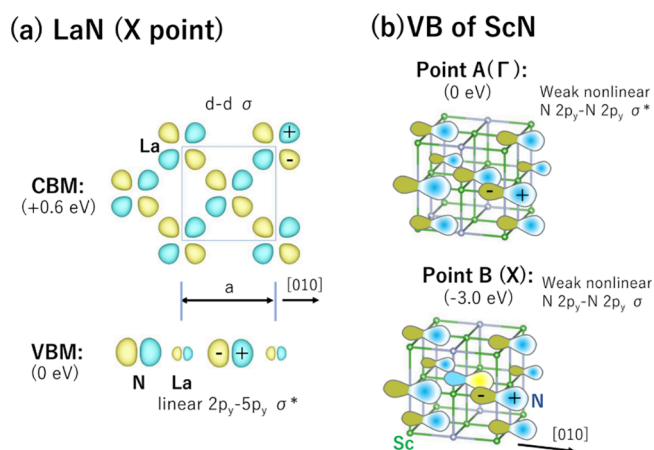 (a) LaN (X point)
d-d σ
+
La
-
CBM:
(+0.6 eV)
a
[010]
VBM:
(0 eV)
- +
N La
linear 2py-5py σ*
(b)VB of ScN
Point A(Γ):
(0 eV)
Weak nonlinear
N 2py-N 2py σ*
- +
Point B (X):
(-3.0 eV)
Weak nonlinear
N 2py-N 2py σ
- +
N
Sc
[010]